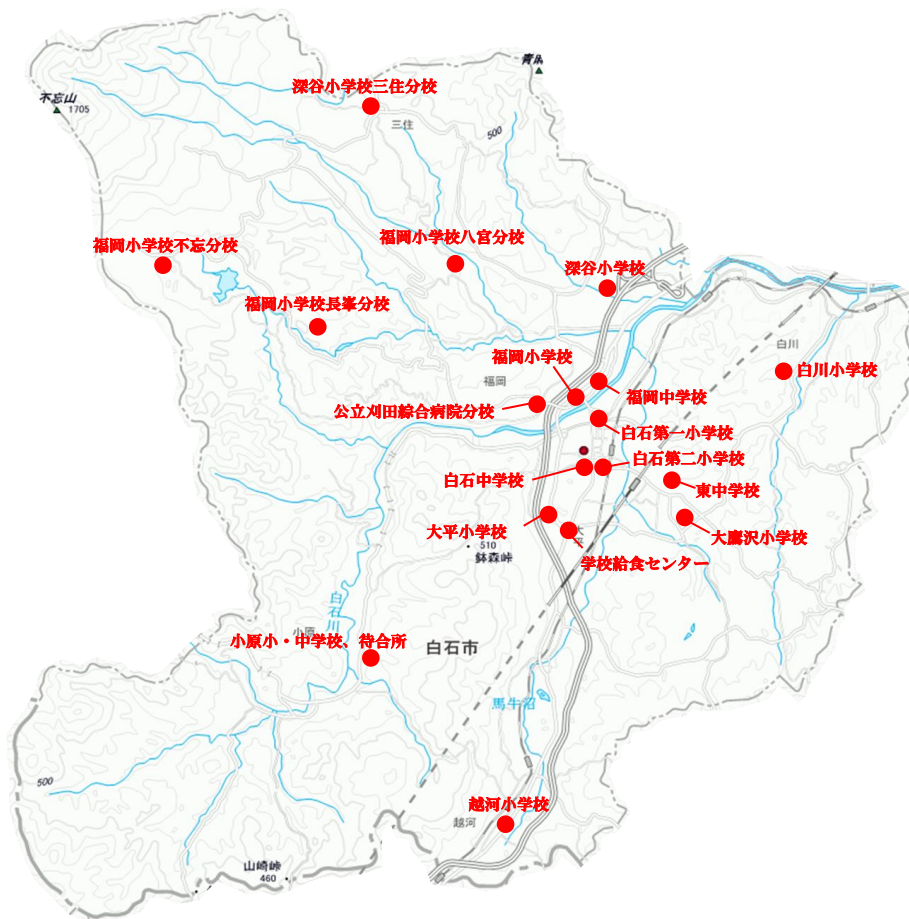 青麻
不忘山
1705
深谷小学校三住分校
三住
500
福岡小学校不忘分校
福岡小学校八宮分校
深谷小学校
福岡小学校長峯分校
福岡小学校
白川
白川小学校
福岡
福岡中学校
公立刈田綜合病院分校
白石第一小学校
白石第二小学校
白石中学校
東中学校
大平小学校
大平
大鷹沢小学校
510
鉢森峠
学校給食センター
白石川
小原
小原小・中学校、待合所
白石市
馬牛沼
500
越河小学校
越河
山崎峠
460